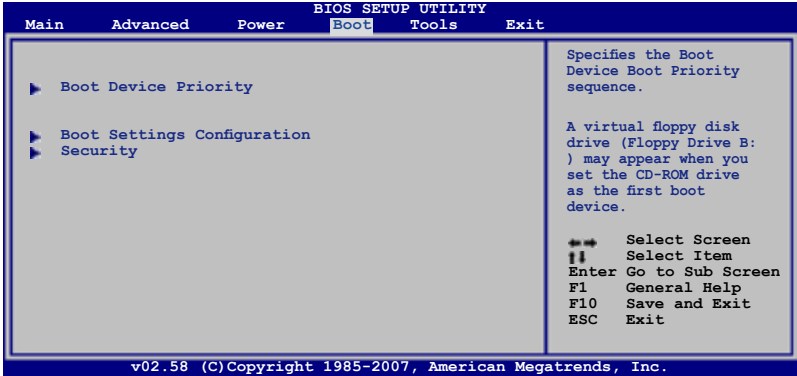 BIOS SETUP UTILITY
Main Advanced Power Boot Tools Exit
Boot Device Priority
Boot Settings Configuration
Security
Specifies the Boot
Device Boot Priority
sequence.
A virtual floppy disk
drive (Floppy Drive B:
) may appear when you
set the CD-ROM drive
as the first boot
device.
Select Screen
Select Item
Enter Go to Sub Screen
F1 General Help
F10 Save and Exit
ESC Exit
v02.58 (C)Copyright 1985-2007, American Megatrends, Inc.